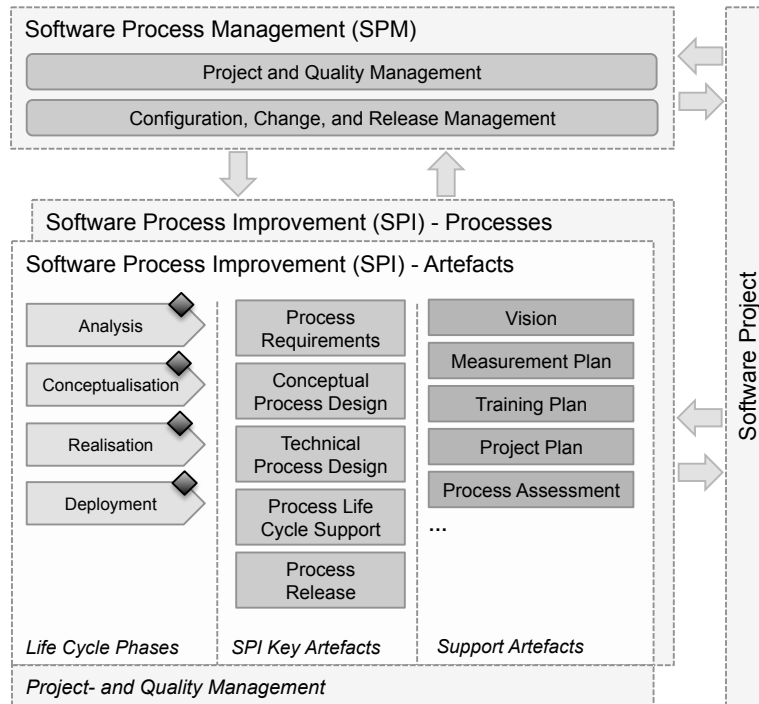 Software Process Management (SPM)
Project and Quality Management
Configuration, Change, and Release Management
Software Process Improvement (SPI) - Processes
Software Process Improvement (SPI) - Artefacts
Analysis
Conceptualisation
Realisation
Deployment
Life Cycle Phases
Process
Requirements
Conceptual
Process Design
Technical
Process Design
Process Life
Cycle Support
Process
Release
SPI Key Artefacts
Vision
Measurement Plan
Training Plan
Project Plan
Process Assessment
...
Support Artefacts
Project- and Quality Management
Software Project